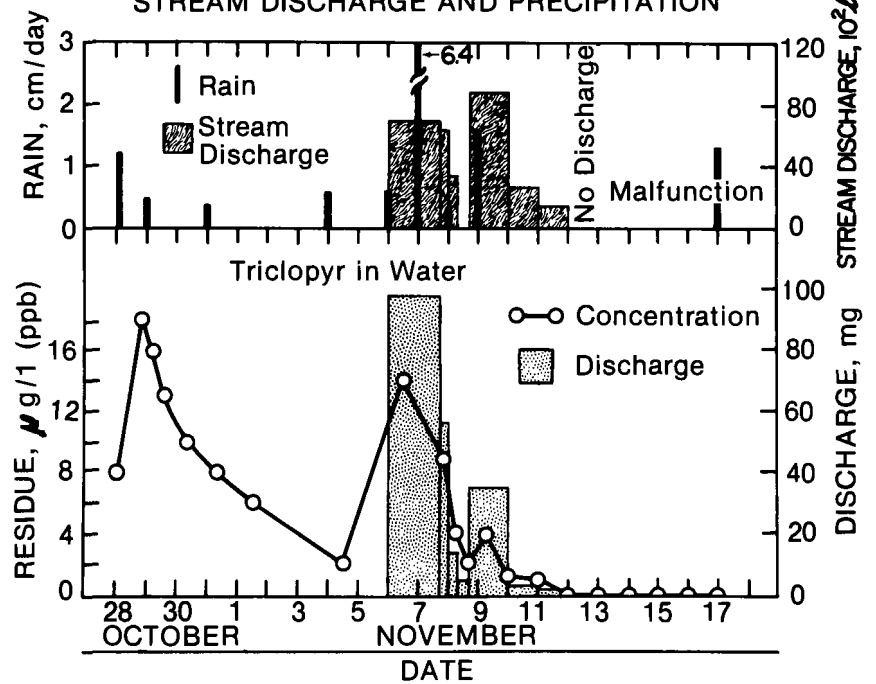 STREAM DISCHARGE AND PRECIPITATION
RAIN, cm/day
3
2
1
0
Rain
Stream
Discharge
←6.4
No Discharge
Malfunction
120
80
40
0
STREAM DISCHARGE, 10²ℓ
Triclopyr in Water
RESIDUE, µg/1 (ppb)
16
12
8
4
0
Concentration
Discharge
100
80
60
40
20
0
DISCHARGE, mg
28 30 1 3 5 7 9 11 13 15 17
OCTOBER NOVEMBER
DATE